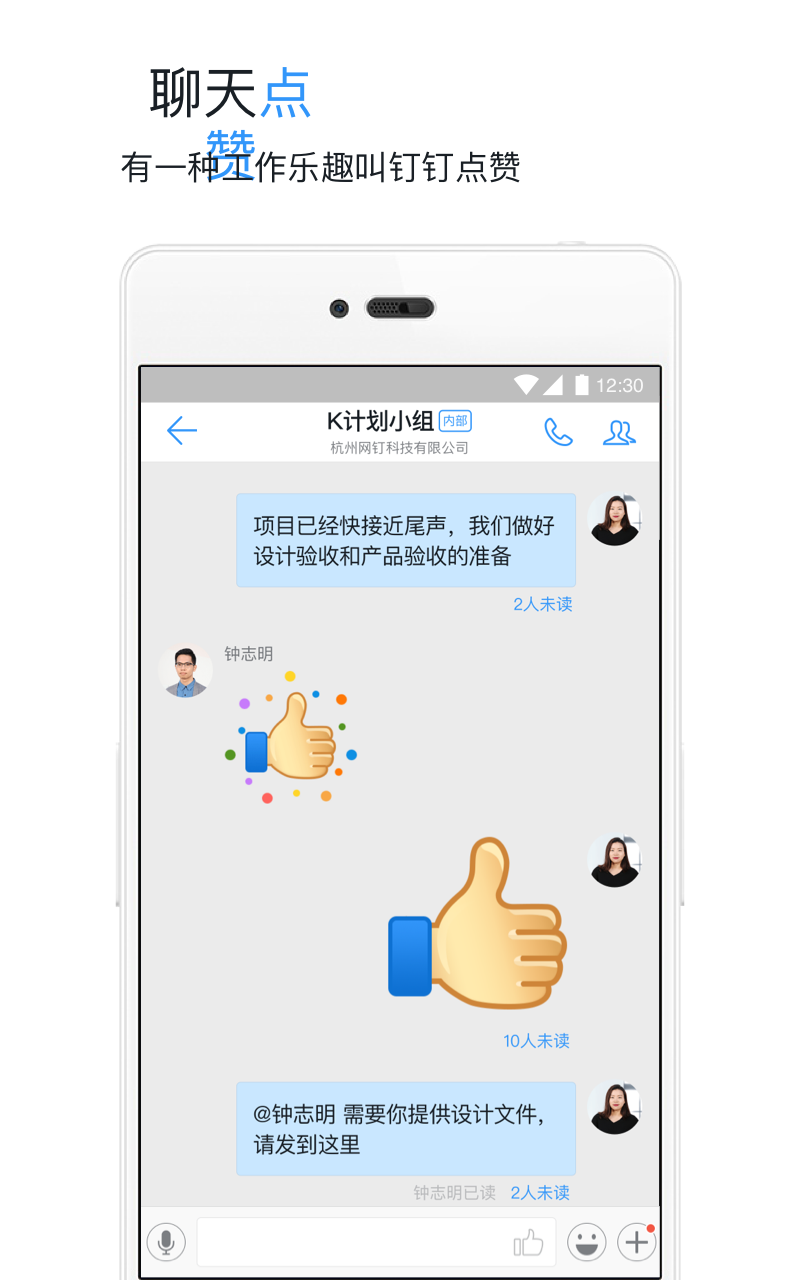 聊天点
赞
有一种工作乐趣叫钉钉点赞
12:30
K计划小组 内部
杭州网钉科技有限公司
项目已经快接近尾声，我们做好
设计验收和产品验收的准备
2人未读
钟志明
10人未读
@钟志明 需要你提供设计文件，
请发到这里
钟志明已读 2人未读